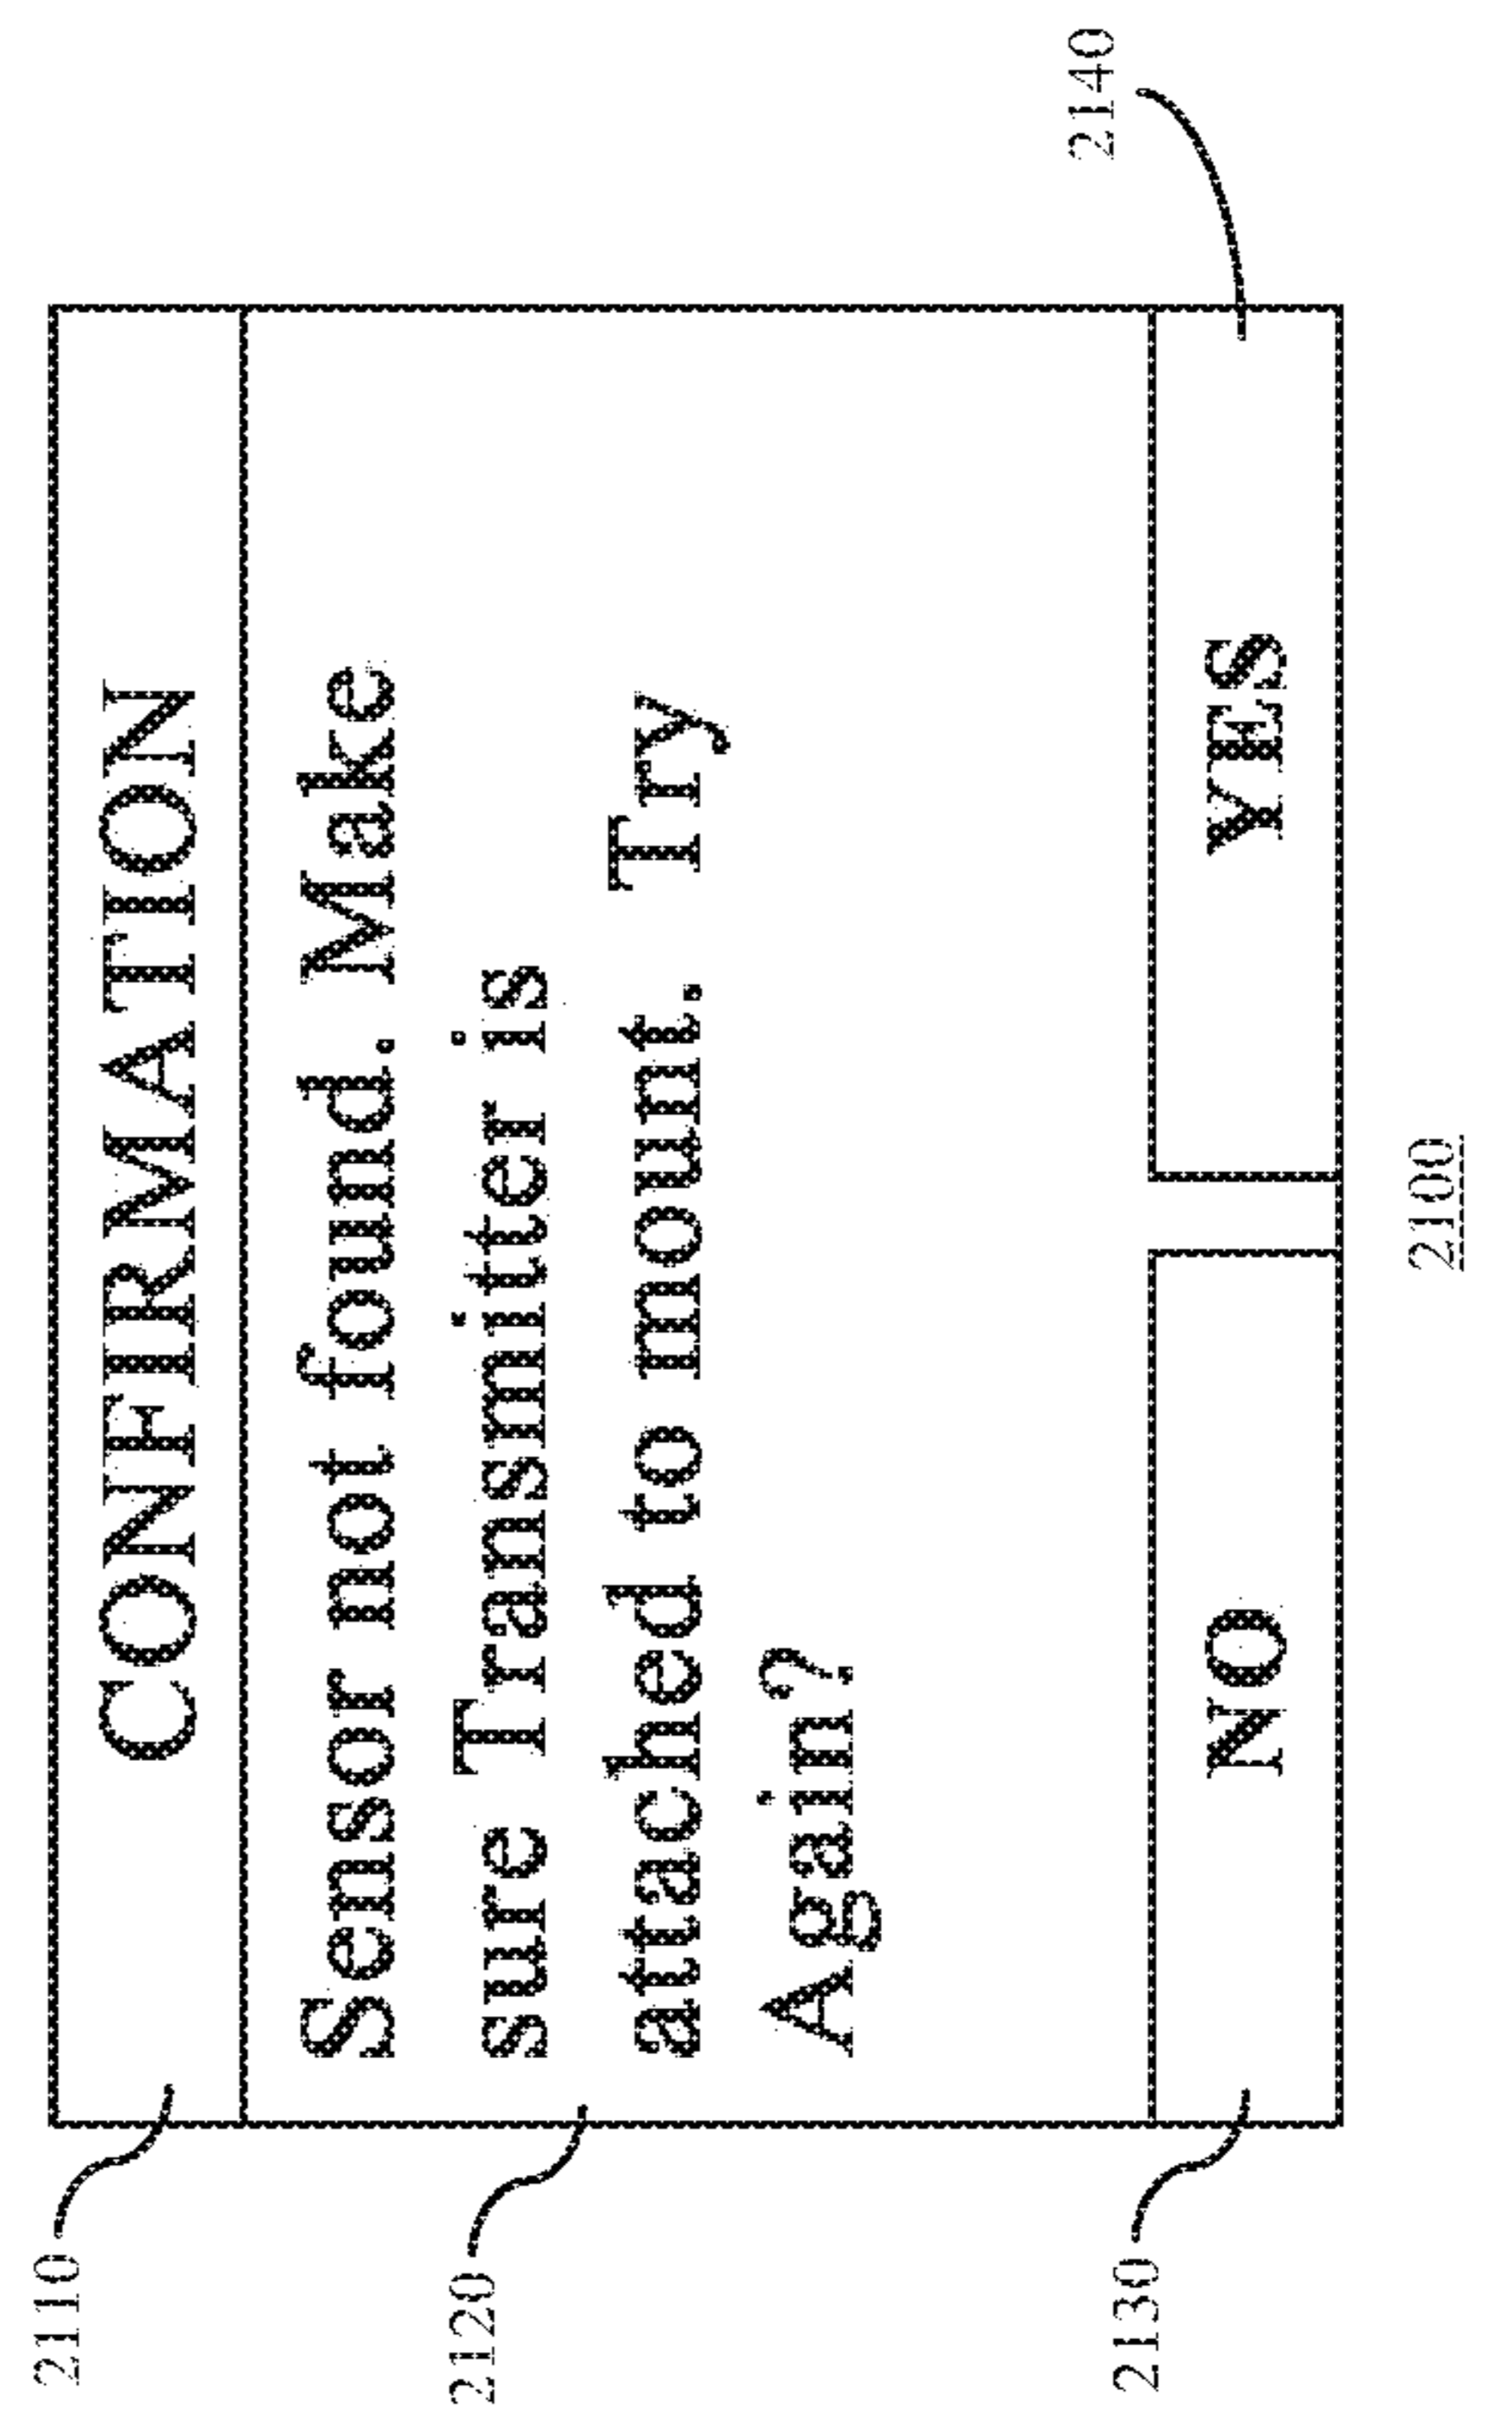 2110
CONFIRMATION
2120
Sensor not found. Make
sure Transmitter is
attached to mount. Try
Again?
2130
NO
YES
2140
2100